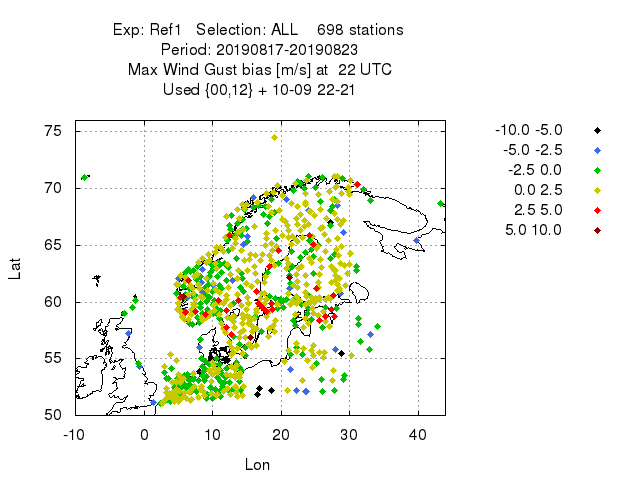 Exp: Ref1 Selection: ALL 698 stations
Period: 20190817-20190823
Max Wind Gust bias [m/s] at 22 UTC
Used {00,12} + 10-09 22-21
-10.0 -5.0
-5.0 -2.5
-2.5 0.0
0.0 2.5
2.5 5.0
5.0 10.0
75
70
65
60
55
50
Lat
-10 0 10 20 30 40
Lon